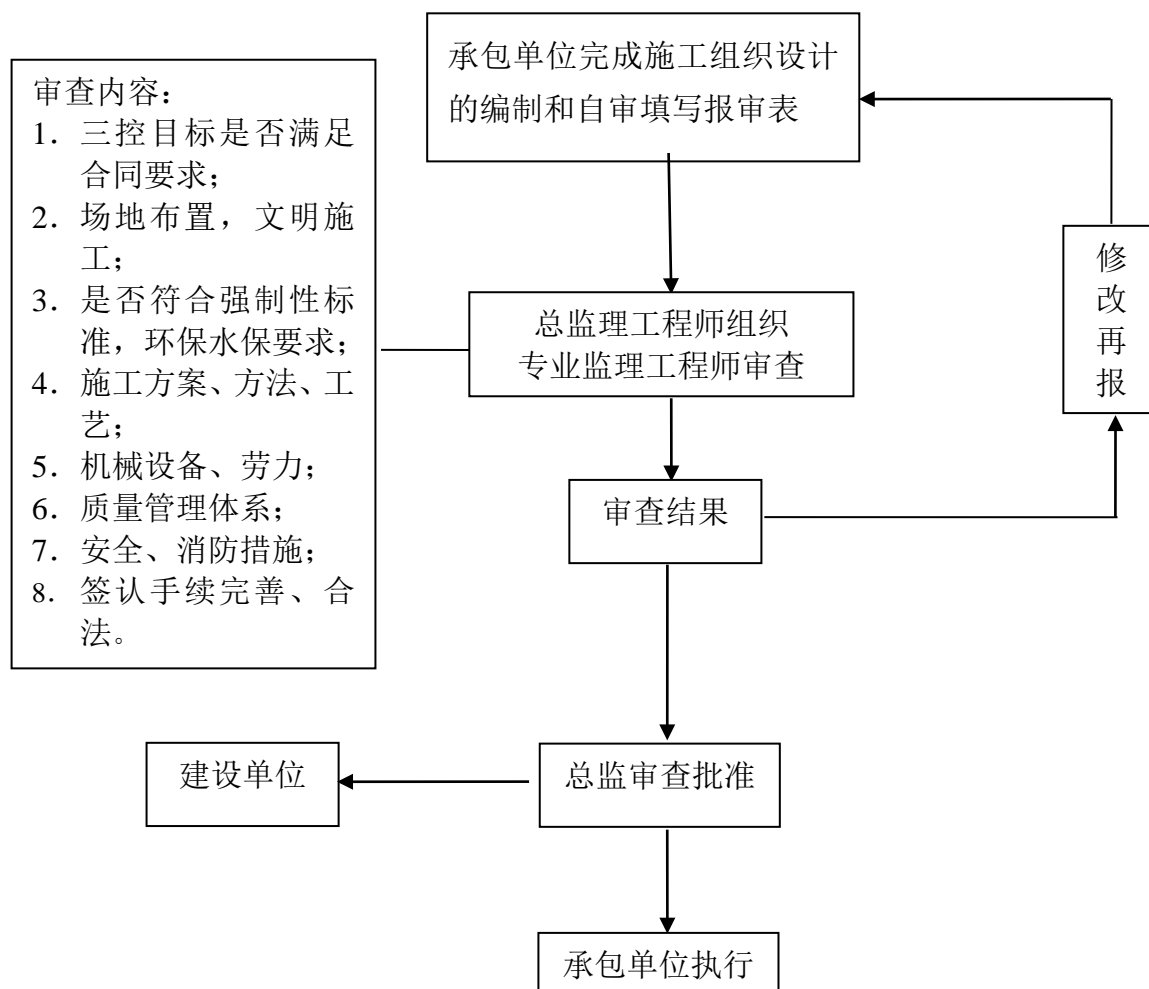 承包单位完成施工组织设计
的编制和自审填写报审表
审查内容：
1．三控目标是否满足
合同要求；
2．场地布置，文明施
工；
3．是否符合强制性标
准，环保水保要求；
4．施工方案、方法、工
艺；
5．机械设备、劳力；
6．质量管理体系；
7．安全、消防措施；
8．签认手续完善、合
法。
总监理工程师组织
专业监理工程师审查
修
改
再
报
审查结果
建设单位
总监审查批准
承包单位执行